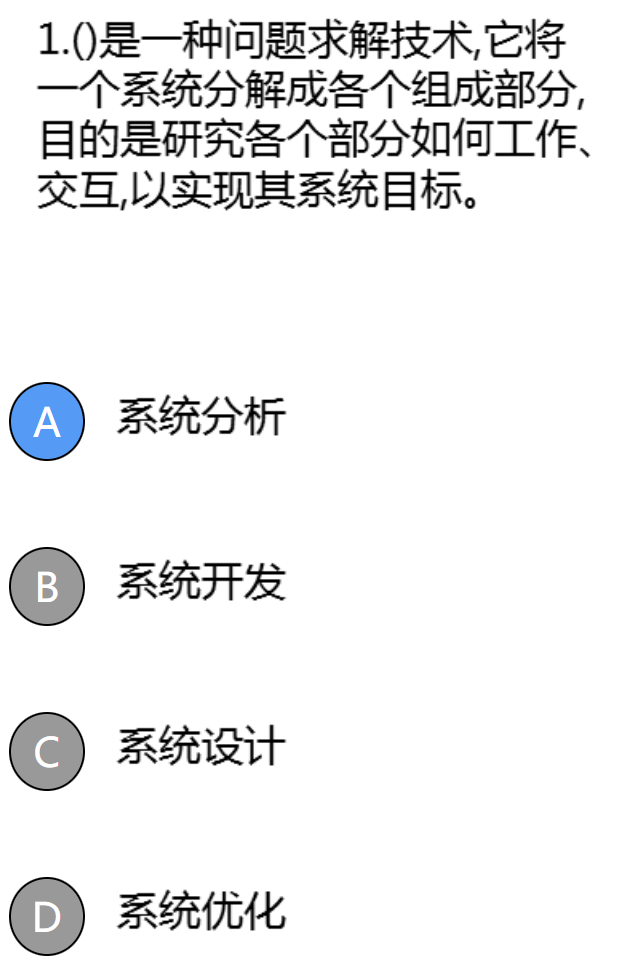 1.()是一种问题求解技术,它将
一个系统分解成各个组成部分,
目的是研究各个部分如何工作、
交互,以实现其系统目标。
A 系统分析
B 系统开发
C 系统设计
D 系统优化